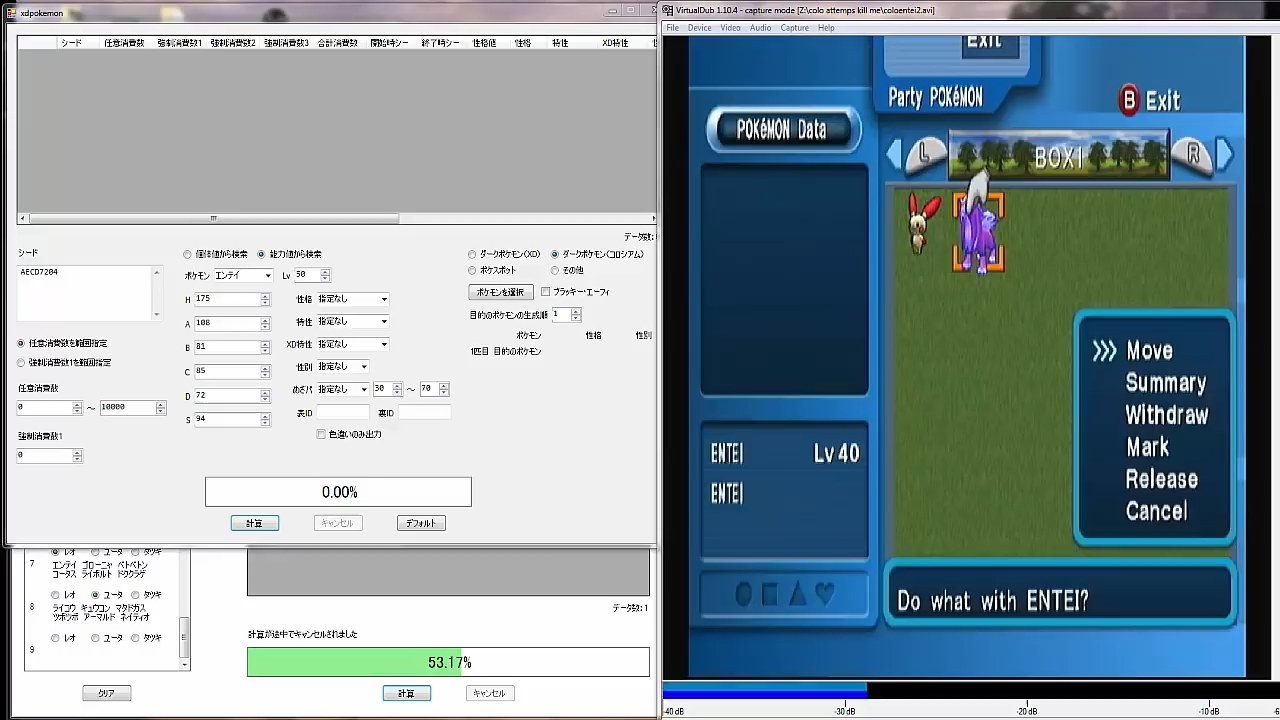 xdpokemon
シード 任意消費数 強制消費数1 強制消費数2 強制消費数3 合計消費数 開始時シー 終了時シー 性格値 性格 特性 XD特性
データ数:
シード
AECD7204
個体値から検索 能力値から検索
ダークポケモン(XD) ダークポケモン(コロシアム)
ポケモン エンテイ Lv 50
ポケスポット その他
H 175 性格 指定なし
ポケモンを選択 ブラッキー・エーフィ
A 108 特性 指定なし
目的のポケモンの生成順 1
B 81 XD特性 指定なし
ポケモン 性格 性別
1匹目 目的のポケモン
C 85 性別 指定なし
D 72 めざパ 指定なし 30 ～ 70
S 94 表ID 裏ID
色違いのみ出力
任意消費数を範囲指定
強制消費数1を範囲指定
任意消費数
0 ～ 10000
強制消費数1
0
0.00%
計算 キャンセル デフォルト
レオ ユータ タツキ
7 エンテイ ゴローニャ ベトベトン
コータス ライボルト ドククラゲ
レオ ユータ タツキ
8 ライコウ キュウコン マタドガス
ツボツボ アーマルド ネイティオ
レオ ユータ タツキ
9
クリア
データ数:1
計算が途中でキャンセルされました
53.17%
計算 キャンセル
VirtualDub 1.10.4 - capture mode [Z:\colo attemps kill me\coloentei2.avi]
File Device Video Audio Capture Help
Exit
Party POKéMON
B Exit
POKéMON Data
L BOX1 R
Move
Summary
Withdraw
Mark
Release
Cancel
ENTEI Lv 40
ENTEI
Do what with ENTEI?
-40 dB -30 dB -20 dB -10 dB